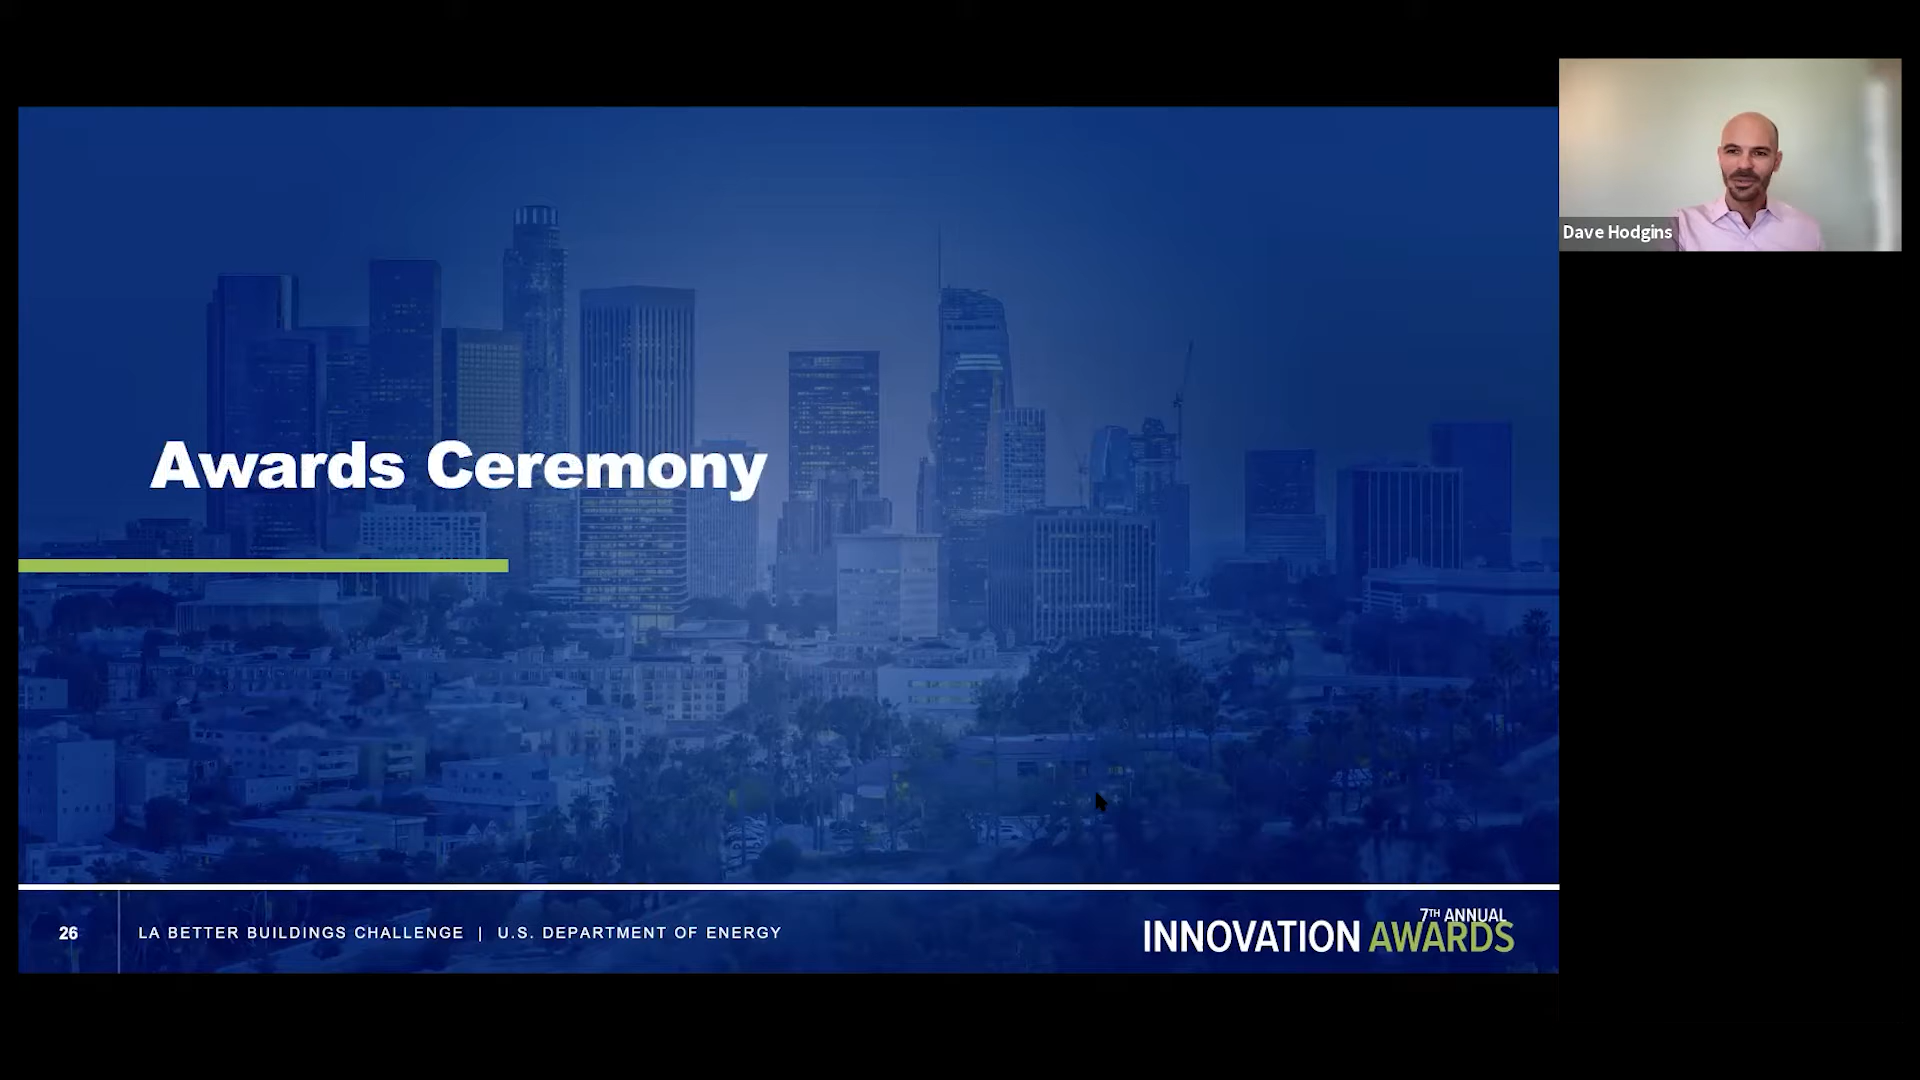 Dave Hodgins
Awards Ceremony
26
LA BETTER BUILDINGS CHALLENGE | U.S. DEPARTMENT OF ENERGY
7TH ANNUAL
INNOVATION AWARDS